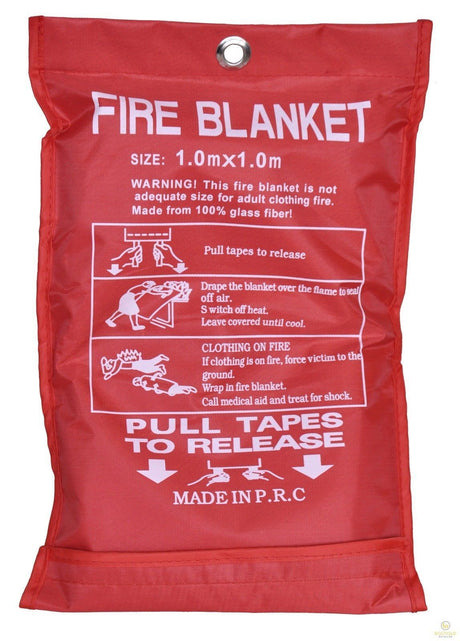 FIRE BLANKET
SIZE: 1.0mx1.0m
WARNING! This fire blanket is not
adequate size for adult clothing fire.
Made from 100% glass fiber!
Pull tapes to release
Drape the blanket over the flame to seal
off air.
S witch off heat.
Leave covered until cool.
CLOTHING ON FIRE
If clothing is on fire, force victim to the
ground.
Wrap in fire blanket.
Call medical aid and treat for shock.
PULL TAPES
TO RELEASE
MADE IN P.R.C